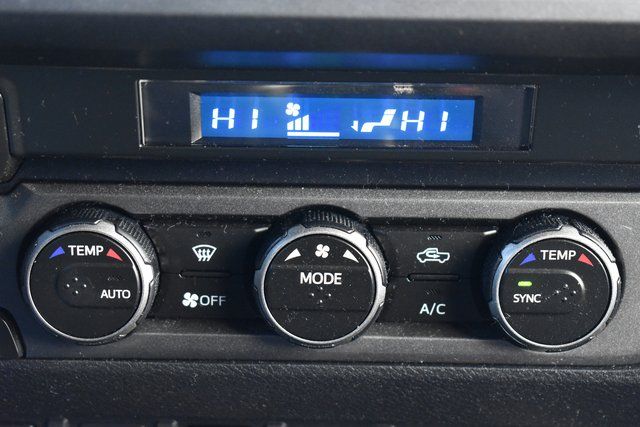 HI HI
TEMP
AUTO
OFF
MODE
A/C
TEMP
SYNC